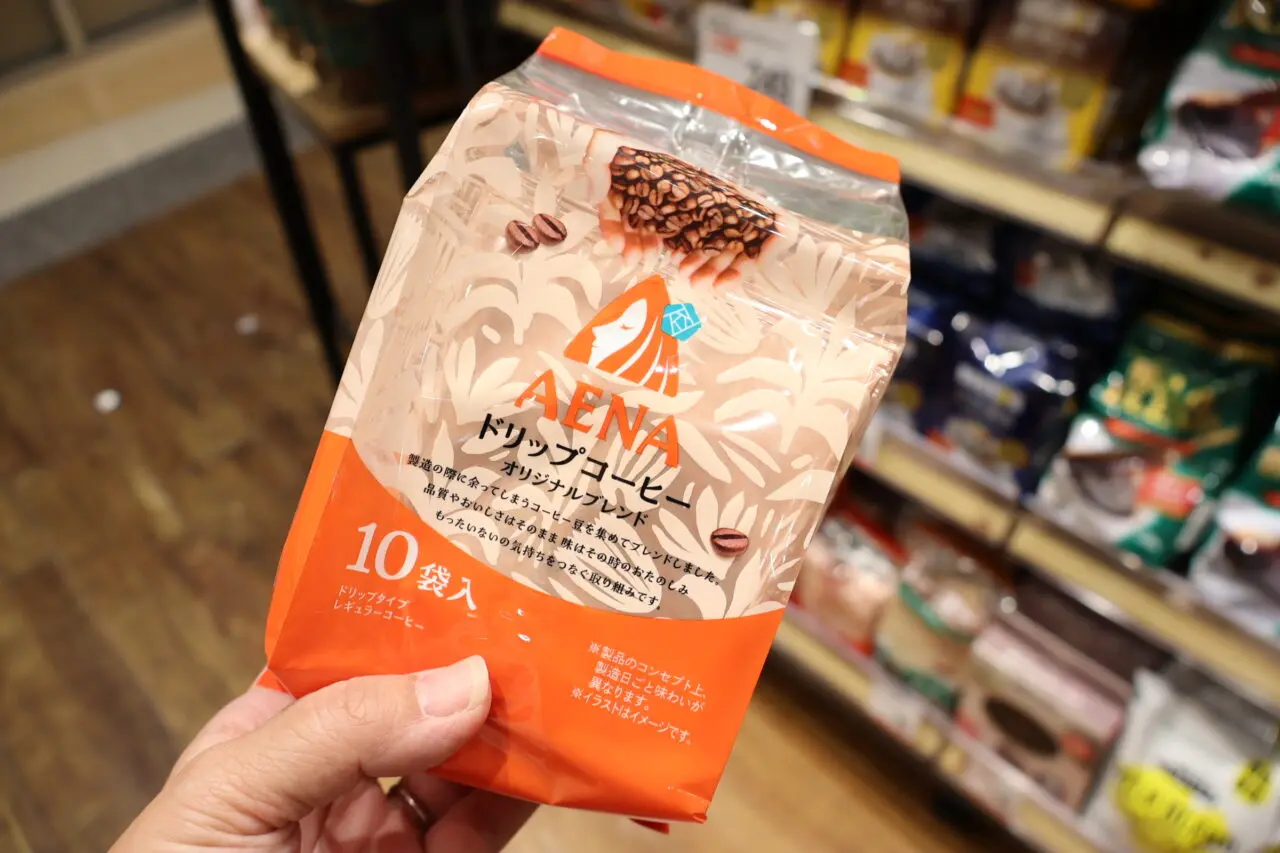 AENA
ドリップコーヒー
オリジナルブレンド
製造の際に余ってしまうコーヒー豆を集めてブレンドしました。
品質やおいしさはそのまま 味はその時のおたのしみ
もったいないの気持ちをつなぐ取り組みです。
10袋入
ドリップタイプ
レギュラーコーヒー
※製品のコンセプト上、
製造日ごと味わいが
異なります。
※イラストはイメージです。